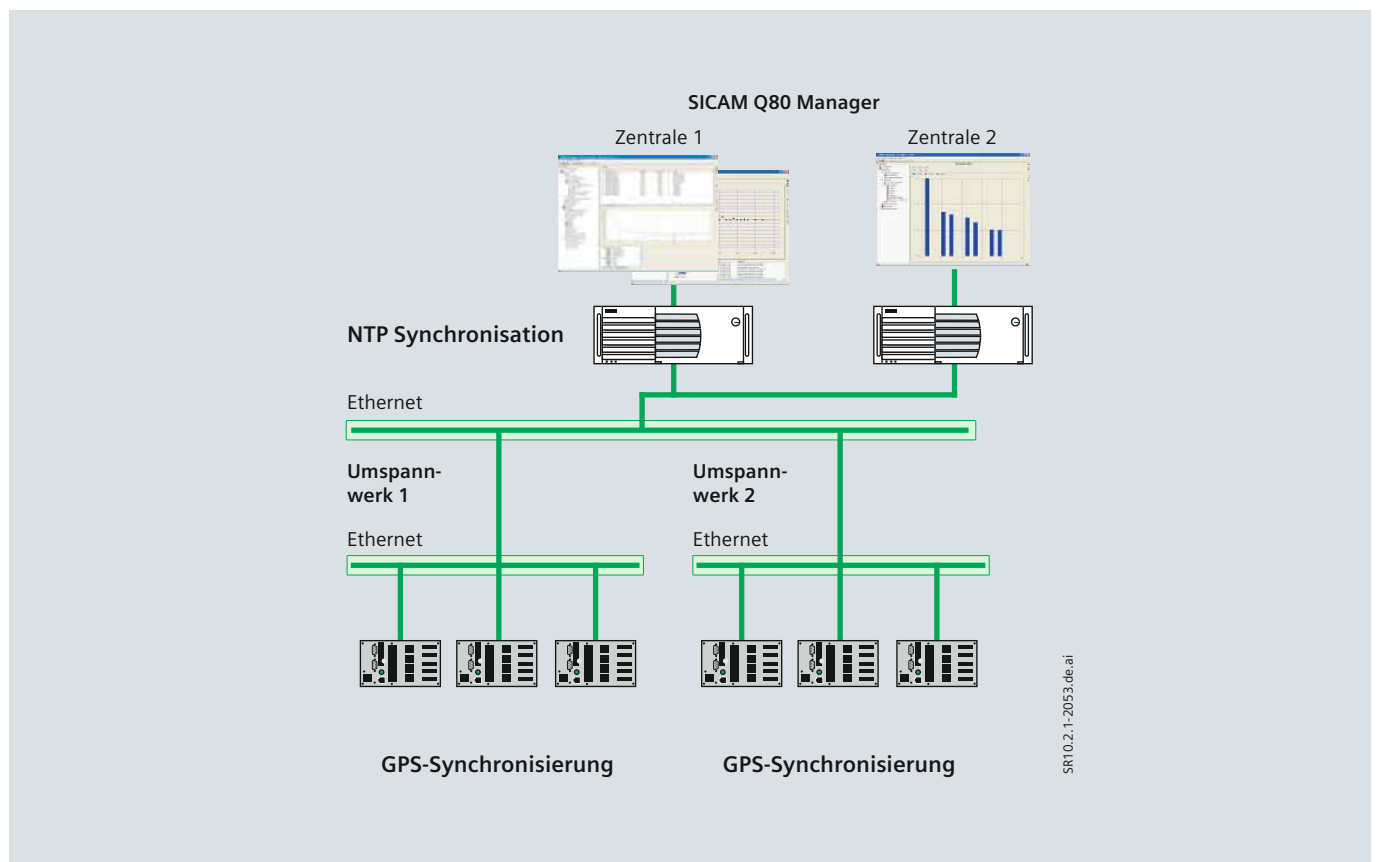 SICAM Q80 Manager
Zentrale 1
Zentrale 2
NTP Synchronisation
Ethernet
Umspann-
werk 1
Umspann-
werk 2
Ethernet
Ethernet
GPS-Synchronisierung
GPS-Synchronisierung
SR10.2.1-2053.de.ai